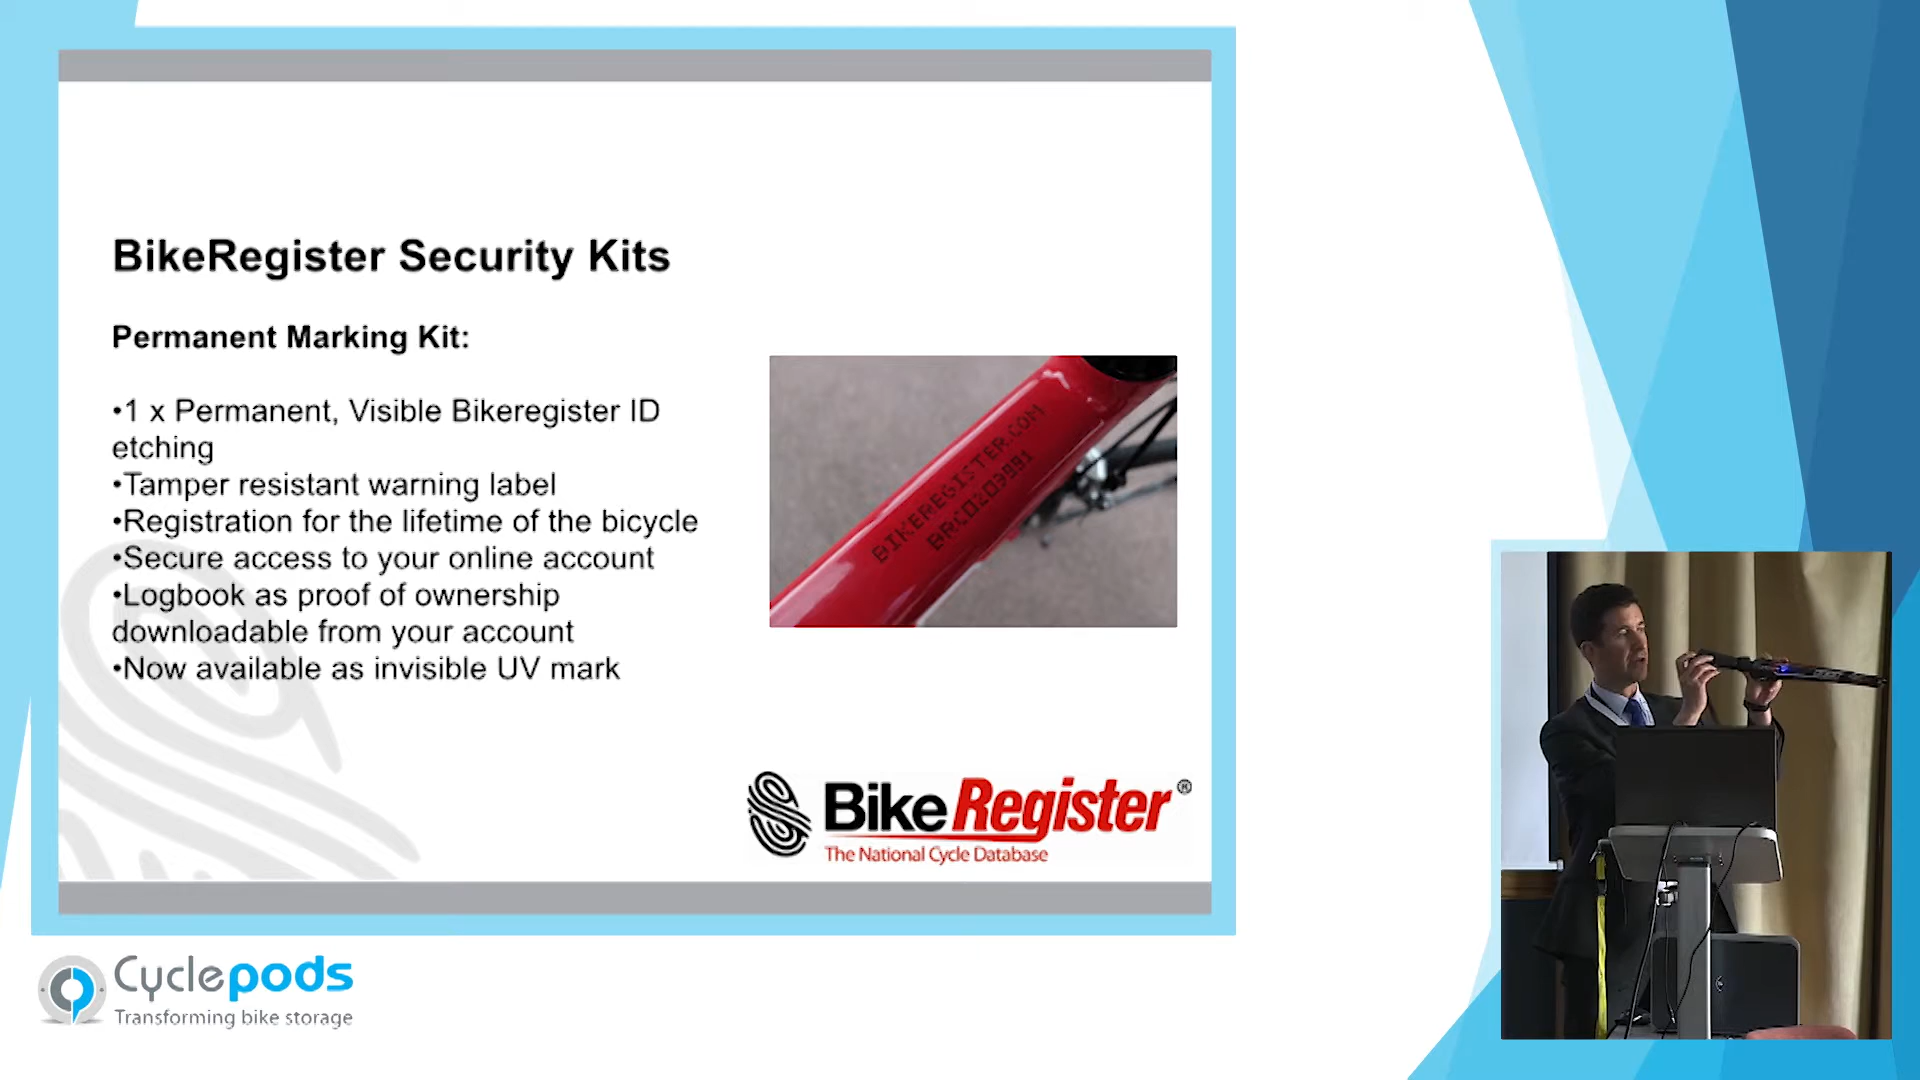 BikeRegister Security Kits
Permanent Marking Kit:
•1 x Permanent, Visible Bikeregister ID
etching
•Tamper resistant warning label
•Registration for the lifetime of the bicycle
•Secure access to your online account
•Logbook as proof of ownership
downloadable from your account
•Now available as invisible UV mark
BIKEREGISTER.COM
BRC0203991
BikeRegister®
The National Cycle Database
Cyclepods
Transforming bike storage